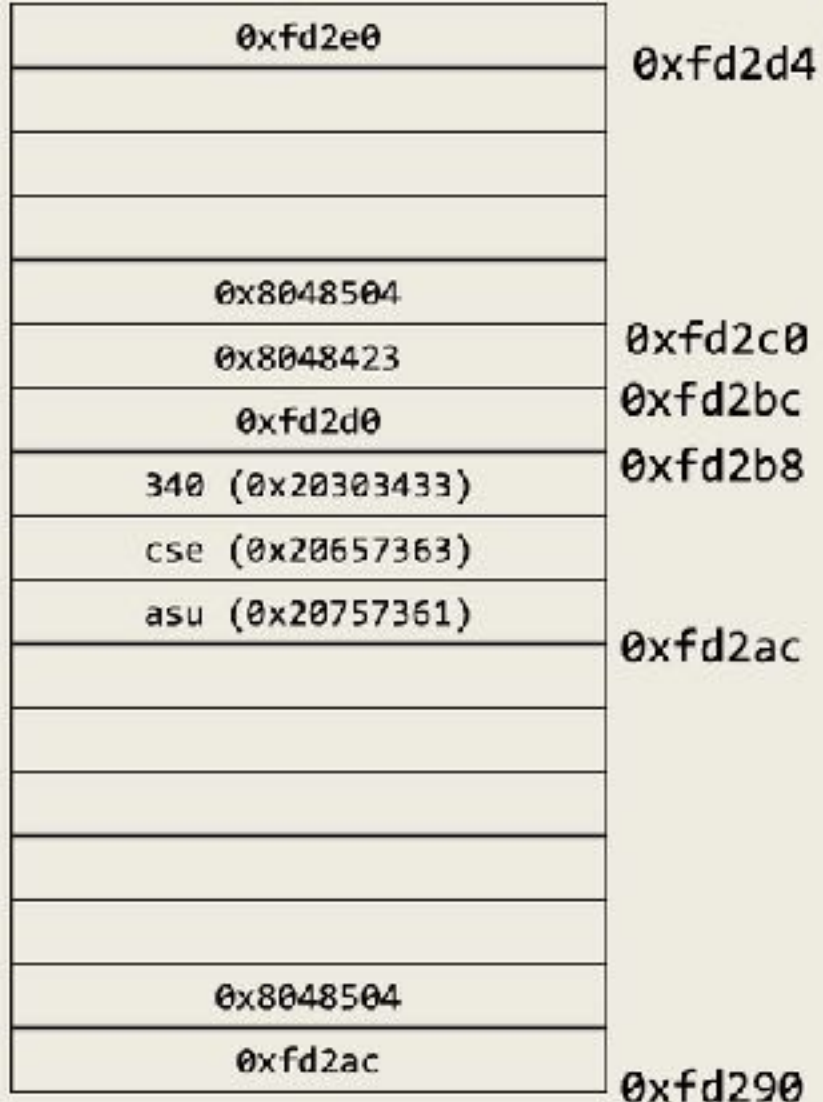 0xfd2e0
0xfd2d4
0x8048504
0xfd2c0
0x8048423
0xfd2bc
0xfd2d0
0xfd2b8
340 (0x20303433)
cse (0x20657363)
asu (0x20757361)
0xfd2ac
0x8048504
0xfd2ac
0xfd290